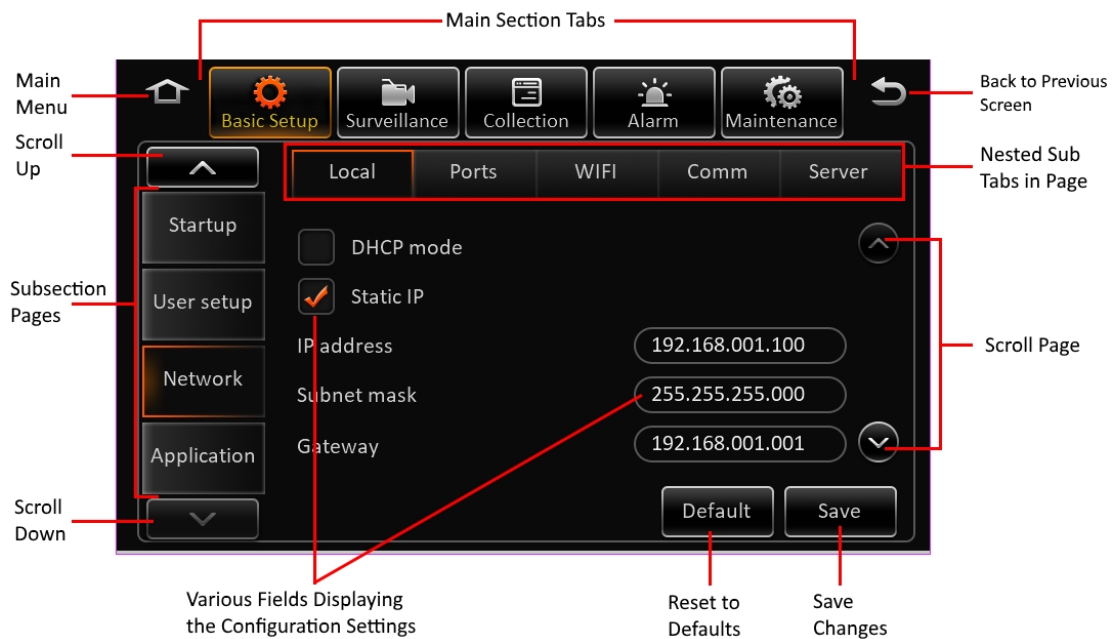 Main Section Tabs
Main
Menu
Basic Setup
Surveillance
Collection
Alarm
Maintenance
Back to Previous
Screen
Scroll
Up
Local
Ports
WIFI
Comm
Server
Nested Sub
Tabs in Page
Startup
DHCP mode
Subsection
Pages
User setup
Static IP
IP address
192.168.001.100
Scroll Page
Network
Subnet mask
255.255.255.000
Application
Gateway
192.168.001.001
Scroll
Down
Default
Save
Various Fields Displaying
the Configuration Settings
Reset to
Defaults
Save
Changes